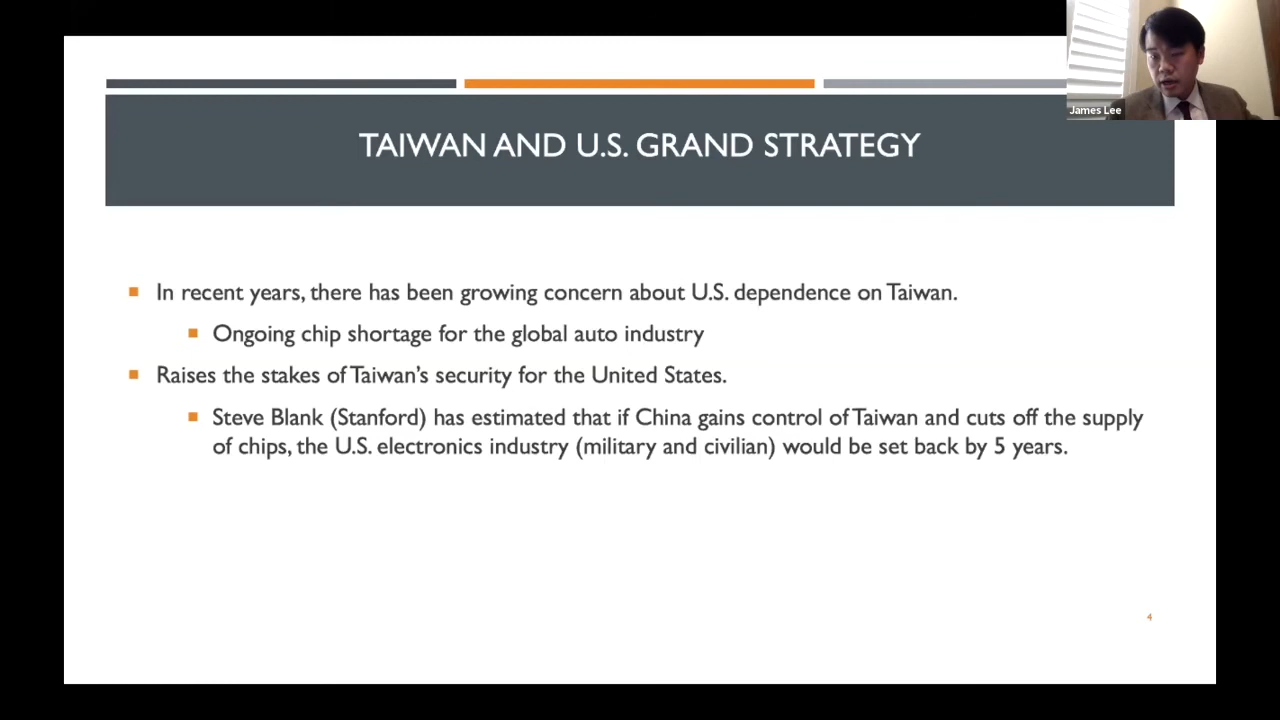 James Lee
TAIWAN AND U.S. GRAND STRATEGY
In recent years, there has been growing concern about U.S. dependence on Taiwan.
Ongoing chip shortage for the global auto industry
Raises the stakes of Taiwan's security for the United States.
Steve Blank (Stanford) has estimated that if China gains control of Taiwan and cuts off the supply
of chips, the U.S. electronics industry (military and civilian) would be set back by 5 years.
4